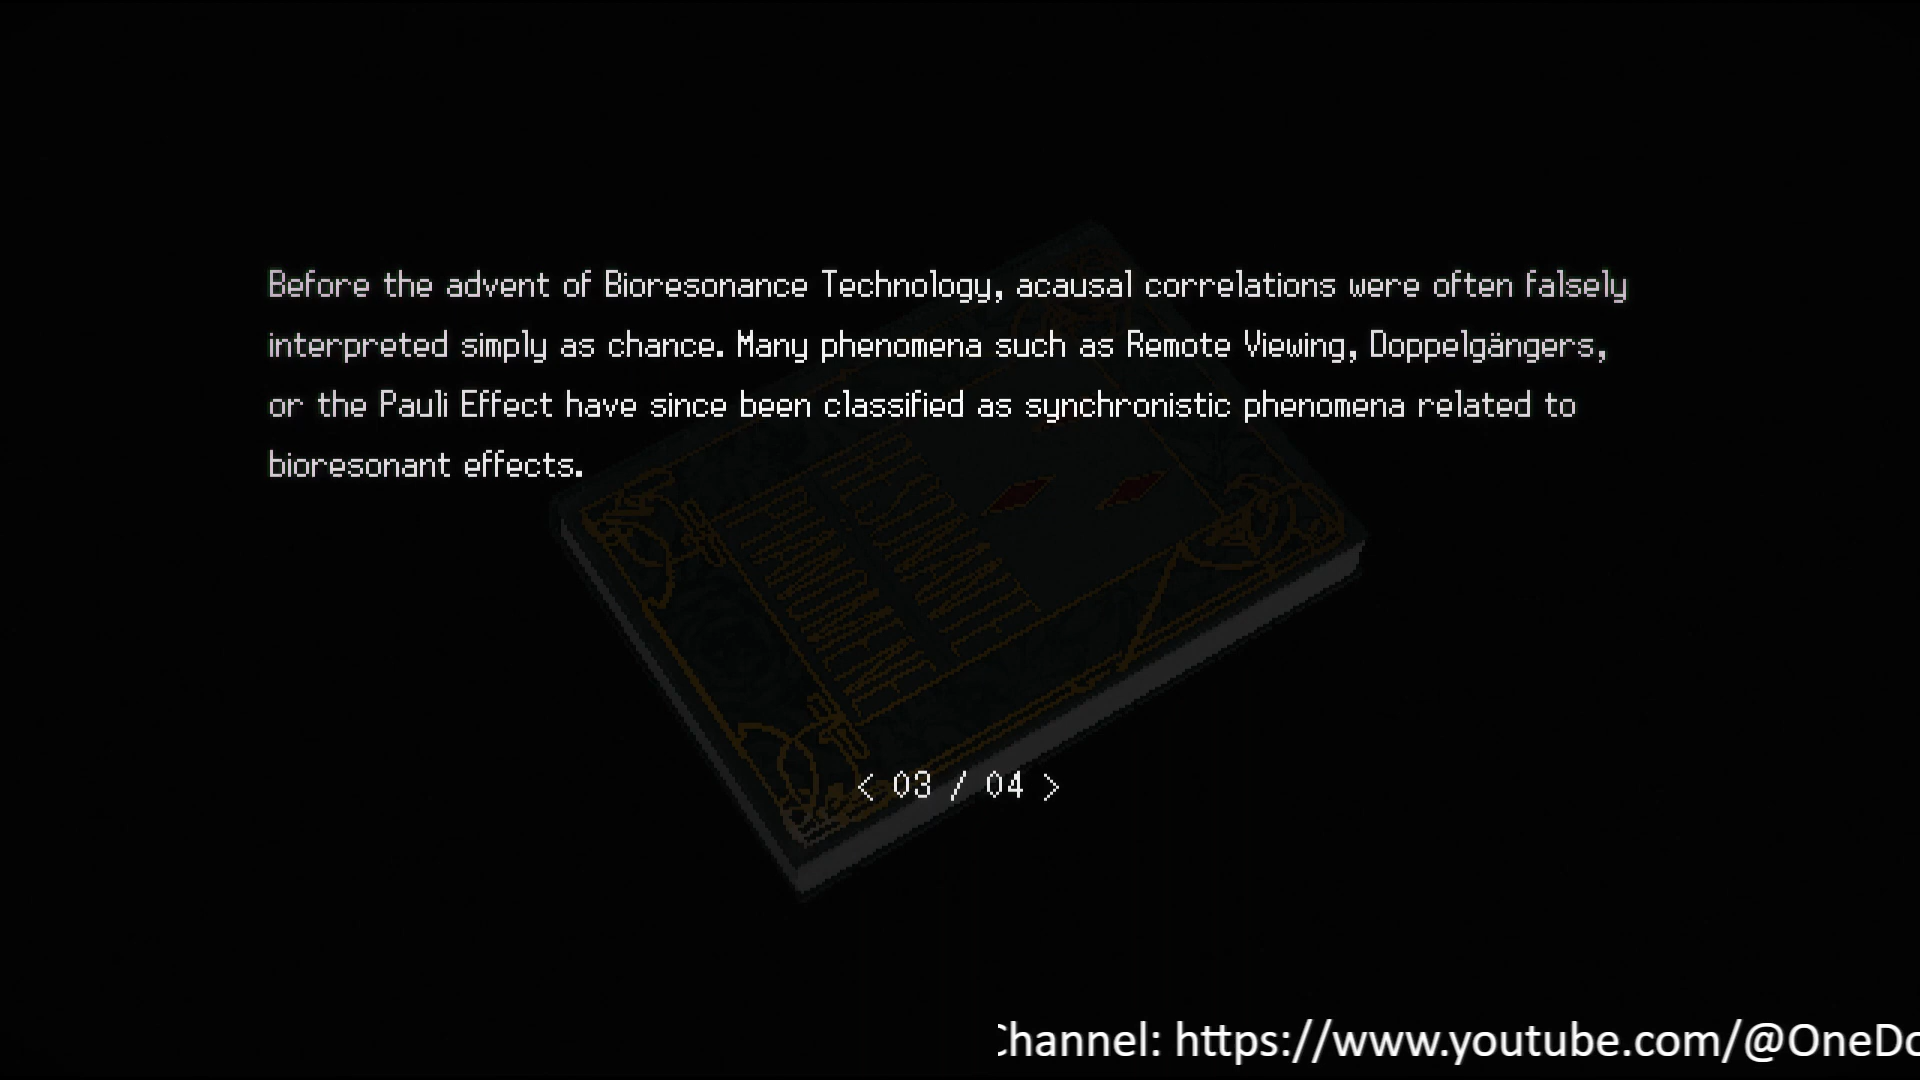 Before the advent of Bioresonance Technology, acausal correlations were often falsely
interpreted simply as chance. Many phenomena such as Remote Viewing, Doppelgängers,
or the Pauli Effect have since been classified as synchronistic phenomena related to
bioresonant effects.
< 03 / 04 >
Channel: https://www.youtube.com/@OneDo